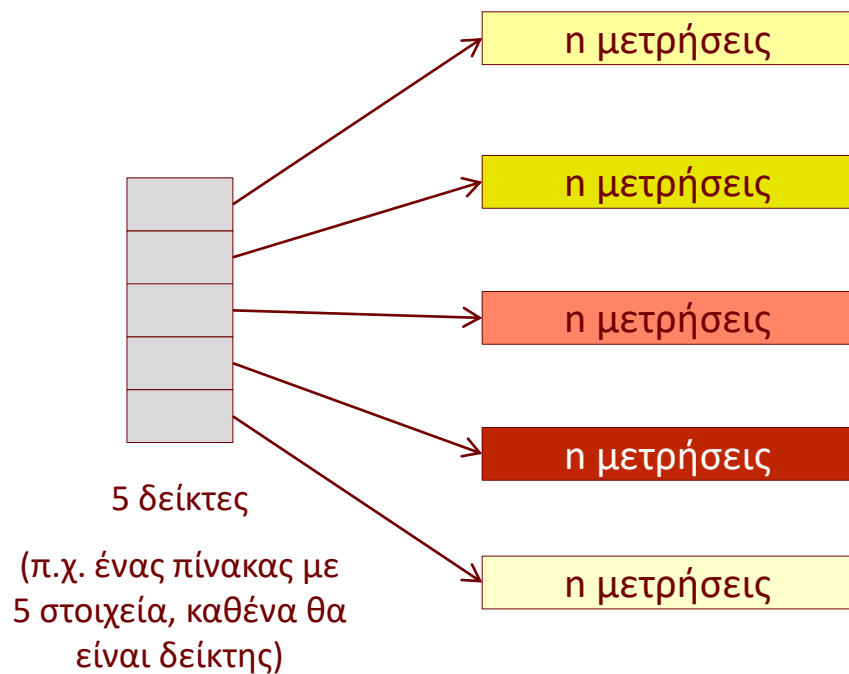 n μετρήσεις
n μετρήσεις
n μετρήσεις
n μετρήσεις
n μετρήσεις
5 δείκτες
(π.χ. ένας πίνακας με
5 στοιχεία, καθένα θα
είναι δείκτης)